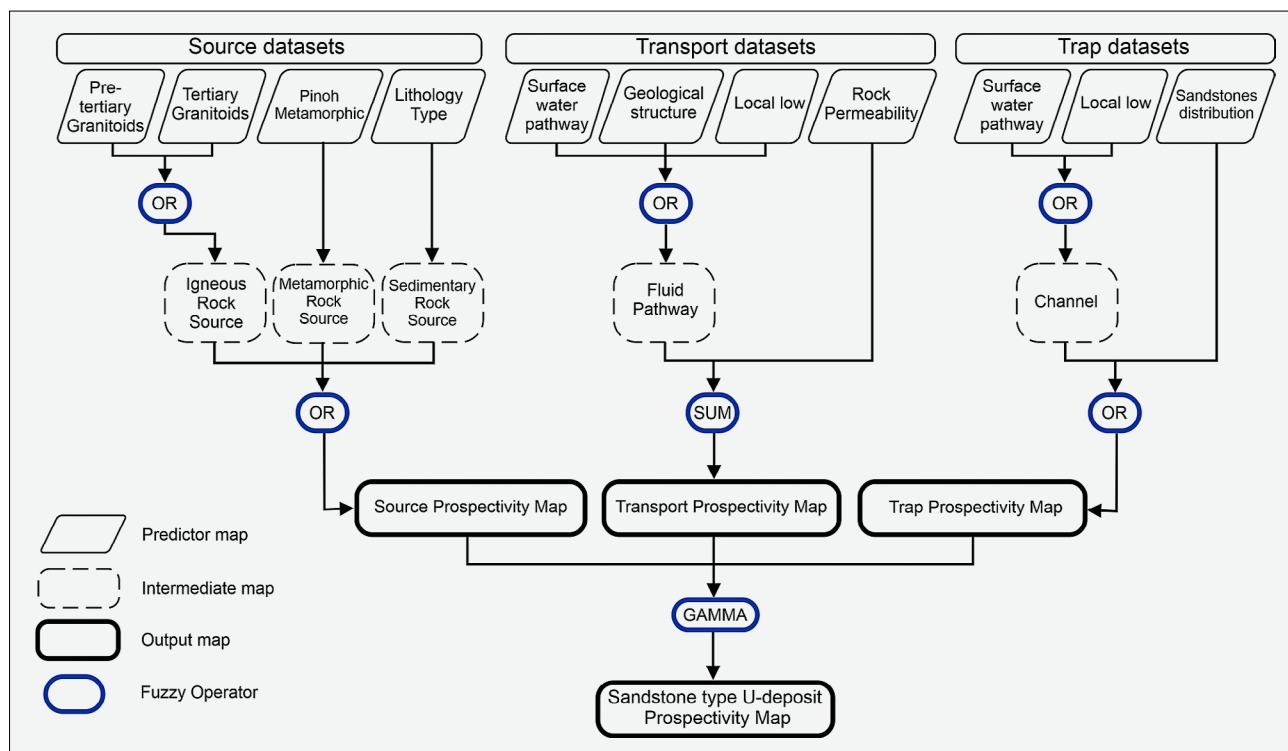 Source datasets
Transport datasets
Trap datasets
Pre-
tertiary
Granitoids
Tertiary
Granitoids
Pinoh
Metamorphic
Lithology
Type
Surface
water
pathway
Geological
structure
Local low
Rock
Permeability
Surface
water
pathway
Local low
Sandstones
distribution
OR
OR
OR
Igneous
Rock
Source
Metamorphic
Rock
Source
Sedimentary
Rock
Source
Fluid
Pathway
Channel
OR
SUM
OR
Source Prospectivity Map
Transport Prospectivity Map
Trap Prospectivity Map
Predictor map
Intermediate map
Output map
Fuzzy Operator
GAMMA
Sandstone type U-deposit
Prospectivity Map